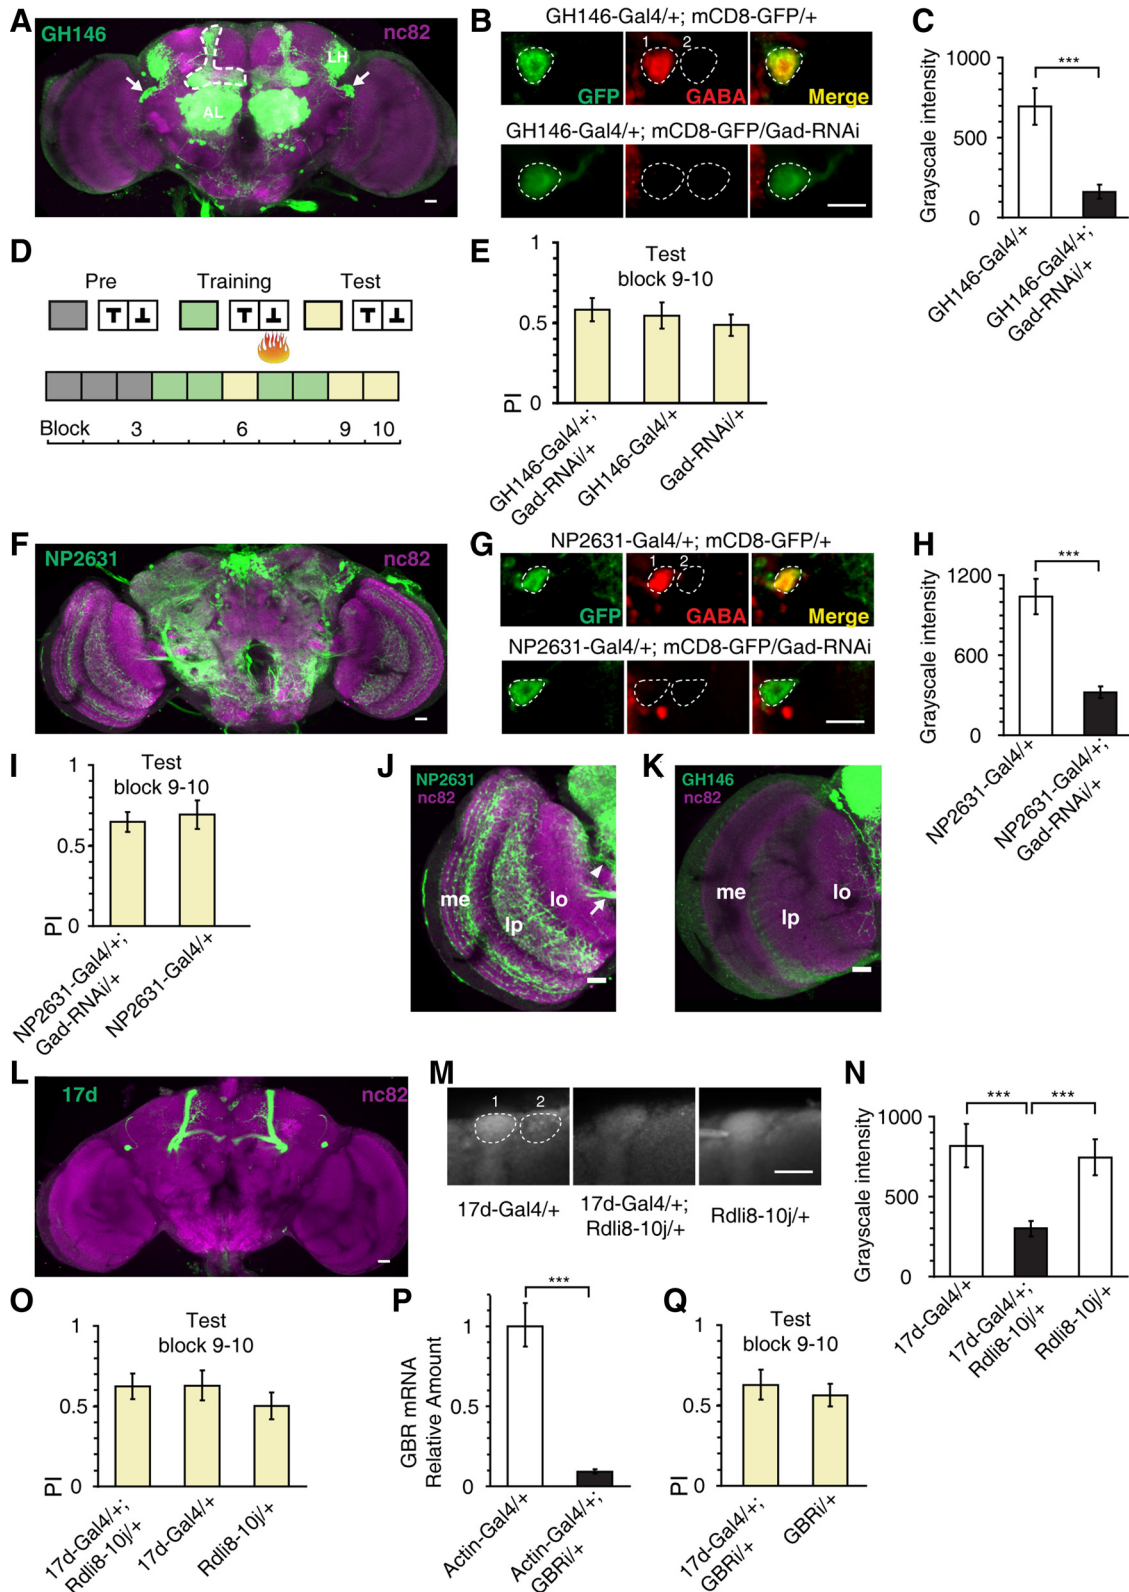 A
GH146
nc82
LH
AL
B
GH146-Gal4/+; mCD8-GFP/+
1
2
GFP
GABA
Merge
GH146-Gal4/+; mCD8-GFP/Gad-RNAi
C
Grayscale intensity
1000
500
0
***
GH146-Gal4/+
GH146-Gal4/+;
Gad-RNAi/+
D
Pre
Training
Test
Block
3
6
9
10
E
Test
block 9-10
PI
1
0.5
0
GH146-Gal4/+;
Gad-RNAi/+
GH146-Gal4/+
Gad-RNAi/+
F
NP2631
nc82
G
NP2631-Gal4/+; mCD8-GFP/+
1
2
GFP
GABA
Merge
NP2631-Gal4/+; mCD8-GFP/Gad-RNAi
H
Grayscale intensity
1200
600
0
***
NP2631-Gal4/+
NP2631-Gal4/+;
Gad-RNAi/+
I
Test
block 9-10
PI
1
0.5
0
NP2631-Gal4/+;
Gad-RNAi/+
NP2631-Gal4/+
J
NP2631
nc82
me
lo
lp
K
GH146
nc82
me
lo
lp
L
17d
nc82
M
1
2
17d-Gal4/+
17d-Gal4/+;
Rdli8-10j/+
Rdli8-10j/+
N
Grayscale intensity
1000
500
0
***
***
17d-Gal4/+
17d-Gal4/+;
Rdli8-10j/+
Rdli8-10j/+
O
Test
block 9-10
PI
1
0.5
0
17d-Gal4/+;
Rdli8-10j/+
17d-Gal4/+
Rdli8-10j/+
P
GBR mRNA
Relative Amount
1
0.5
0
***
Actin-Gal4/+
Actin-Gal4/+;
GBRi/+
Q
Test
block 9-10
PI
1
0.5
0
17d-Gal4/+;
GBRi/+
GBRi/+